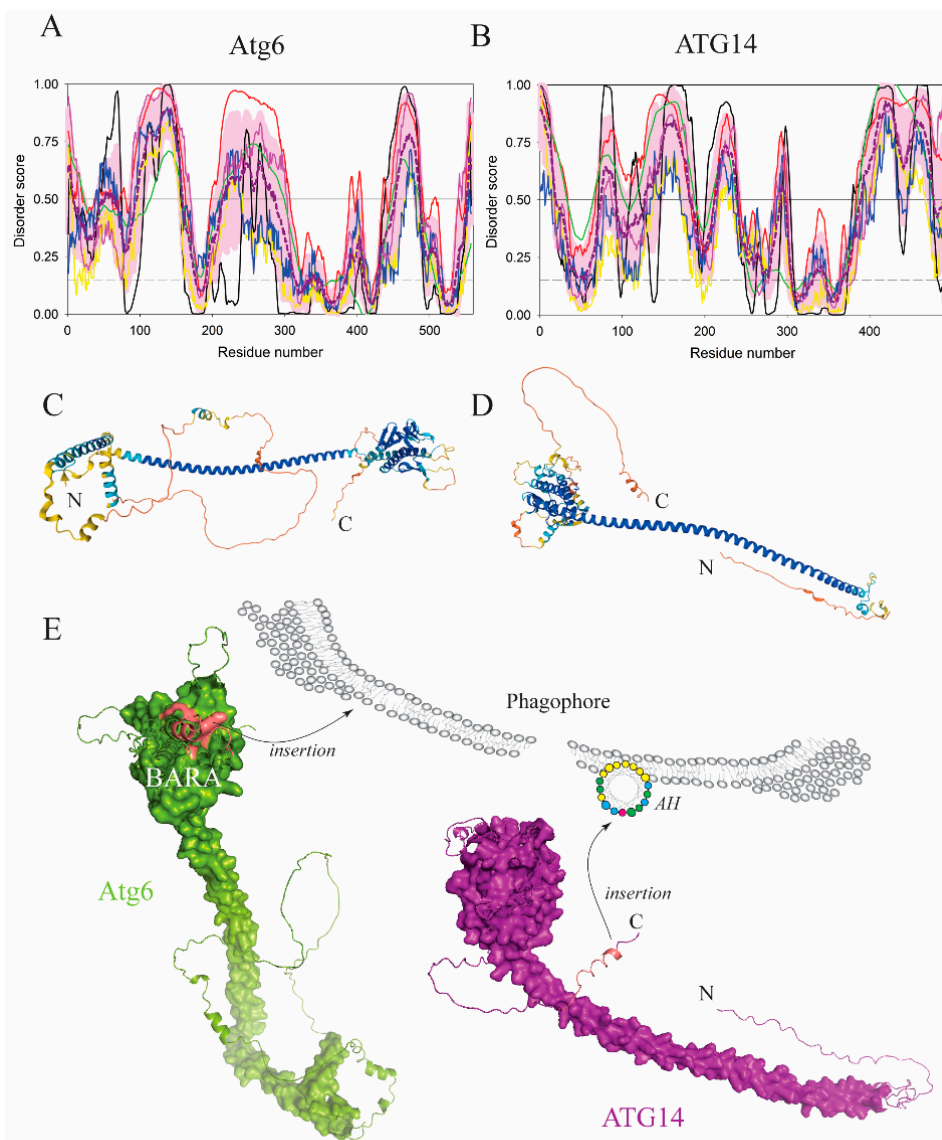 A
Atg6
B
ATG14
Disorder score
1.00
0.75
0.50
0.25
0.00
0 100 200 300 400 500
Residue number
Disorder score
1.00
0.75
0.50
0.25
0.00
0 100 200 300 400
Residue number
C
N
C
D
C
N
E
Phagophore
insertion
BARA
AH
Atg6
insertion
C
N
ATG14